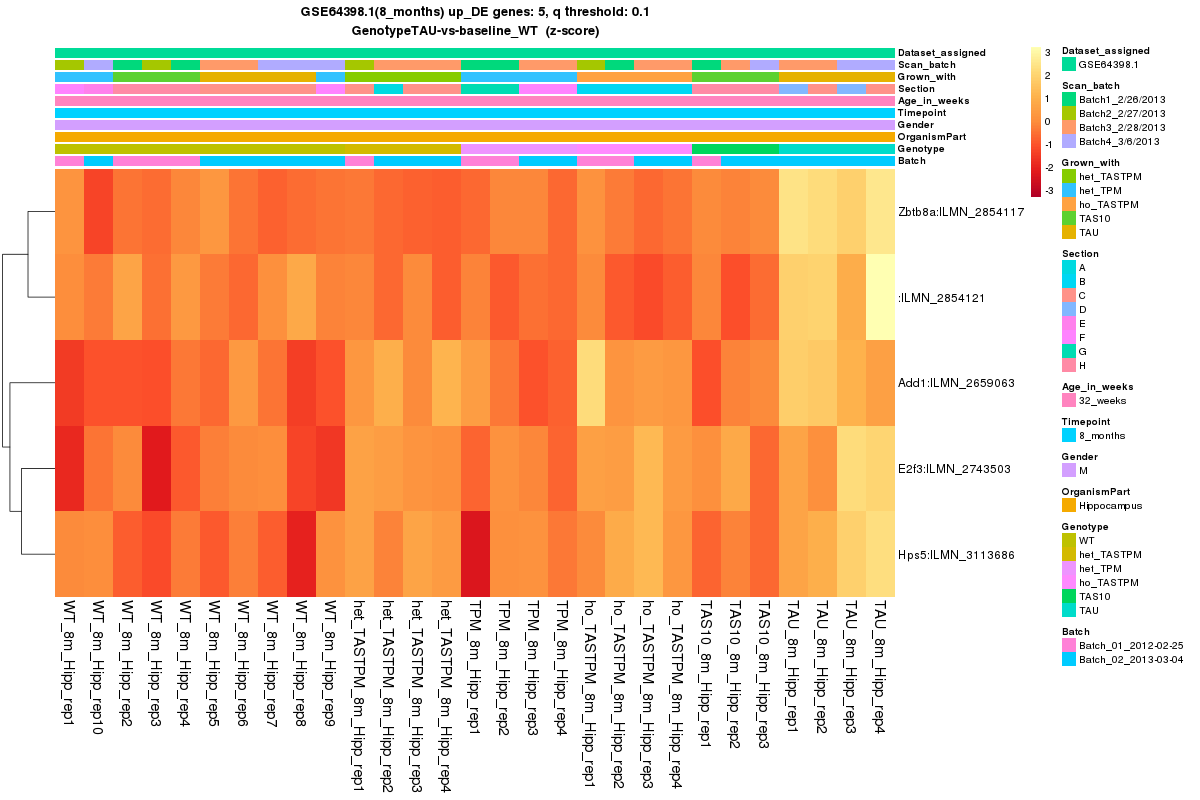 GSE64398.1(8_months) up_DE genes: 5, q threshold: 0.1
GenotypeTAU-vs-baseline_WT (z-score)
Dataset_assigned
Scan_batch
Grown_with
Section
Age_in_weeks
Timepoint
Gender
OrganismPart
Genotype
Batch
Zbtb8a:ILMN_2854117
:ILMN_2854121
Add1:ILMN_2659063
E2f3:ILMN_2743503
Hps5:ILMN_3113686
WT_8m_Hipp_rep1
WT_8m_Hipp_rep10
WT_8m_Hipp_rep2
WT_8m_Hipp_rep3
WT_8m_Hipp_rep4
WT_8m_Hipp_rep5
WT_8m_Hipp_rep6
WT_8m_Hipp_rep7
WT_8m_Hipp_rep8
WT_8m_Hipp_rep9
het_TASTPM_8m_Hipp_rep1
het_TASTPM_8m_Hipp_rep2
het_TASTPM_8m_Hipp_rep3
het_TASTPM_8m_Hipp_rep4
TPM_8m_Hipp_rep1
TPM_8m_Hipp_rep2
TPM_8m_Hipp_rep3
TPM_8m_Hipp_rep4
ho_TASTPM_8m_Hipp_rep1
ho_TASTPM_8m_Hipp_rep2
ho_TASTPM_8m_Hipp_rep3
ho_TASTPM_8m_Hipp_rep4
TAS10_8m_Hipp_rep1
TAS10_8m_Hipp_rep2
TAS10_8m_Hipp_rep3
TAU_8m_Hipp_rep1
TAU_8m_Hipp_rep2
TAU_8m_Hipp_rep3
TAU_8m_Hipp_rep4
3
2
1
0
-1
-2
-3
Dataset_assigned
GSE64398.1
Scan_batch
Batch1_2/26/2013
Batch2_2/27/2013
Batch3_2/28/2013
Batch4_3/6/2013
Grown_with
het_TASTPM
het_TPM
ho_TASTPM
TAS10
TAU
Section
A
B
C
D
E
F
G
H
Age_in_weeks
32_weeks
Timepoint
8_months
Gender
M
OrganismPart
Hippocampus
Genotype
WT
het_TASTPM
het_TPM
ho_TASTPM
TAS10
TAU
Batch
Batch_01_2012-02-25
Batch_02_2013-03-04